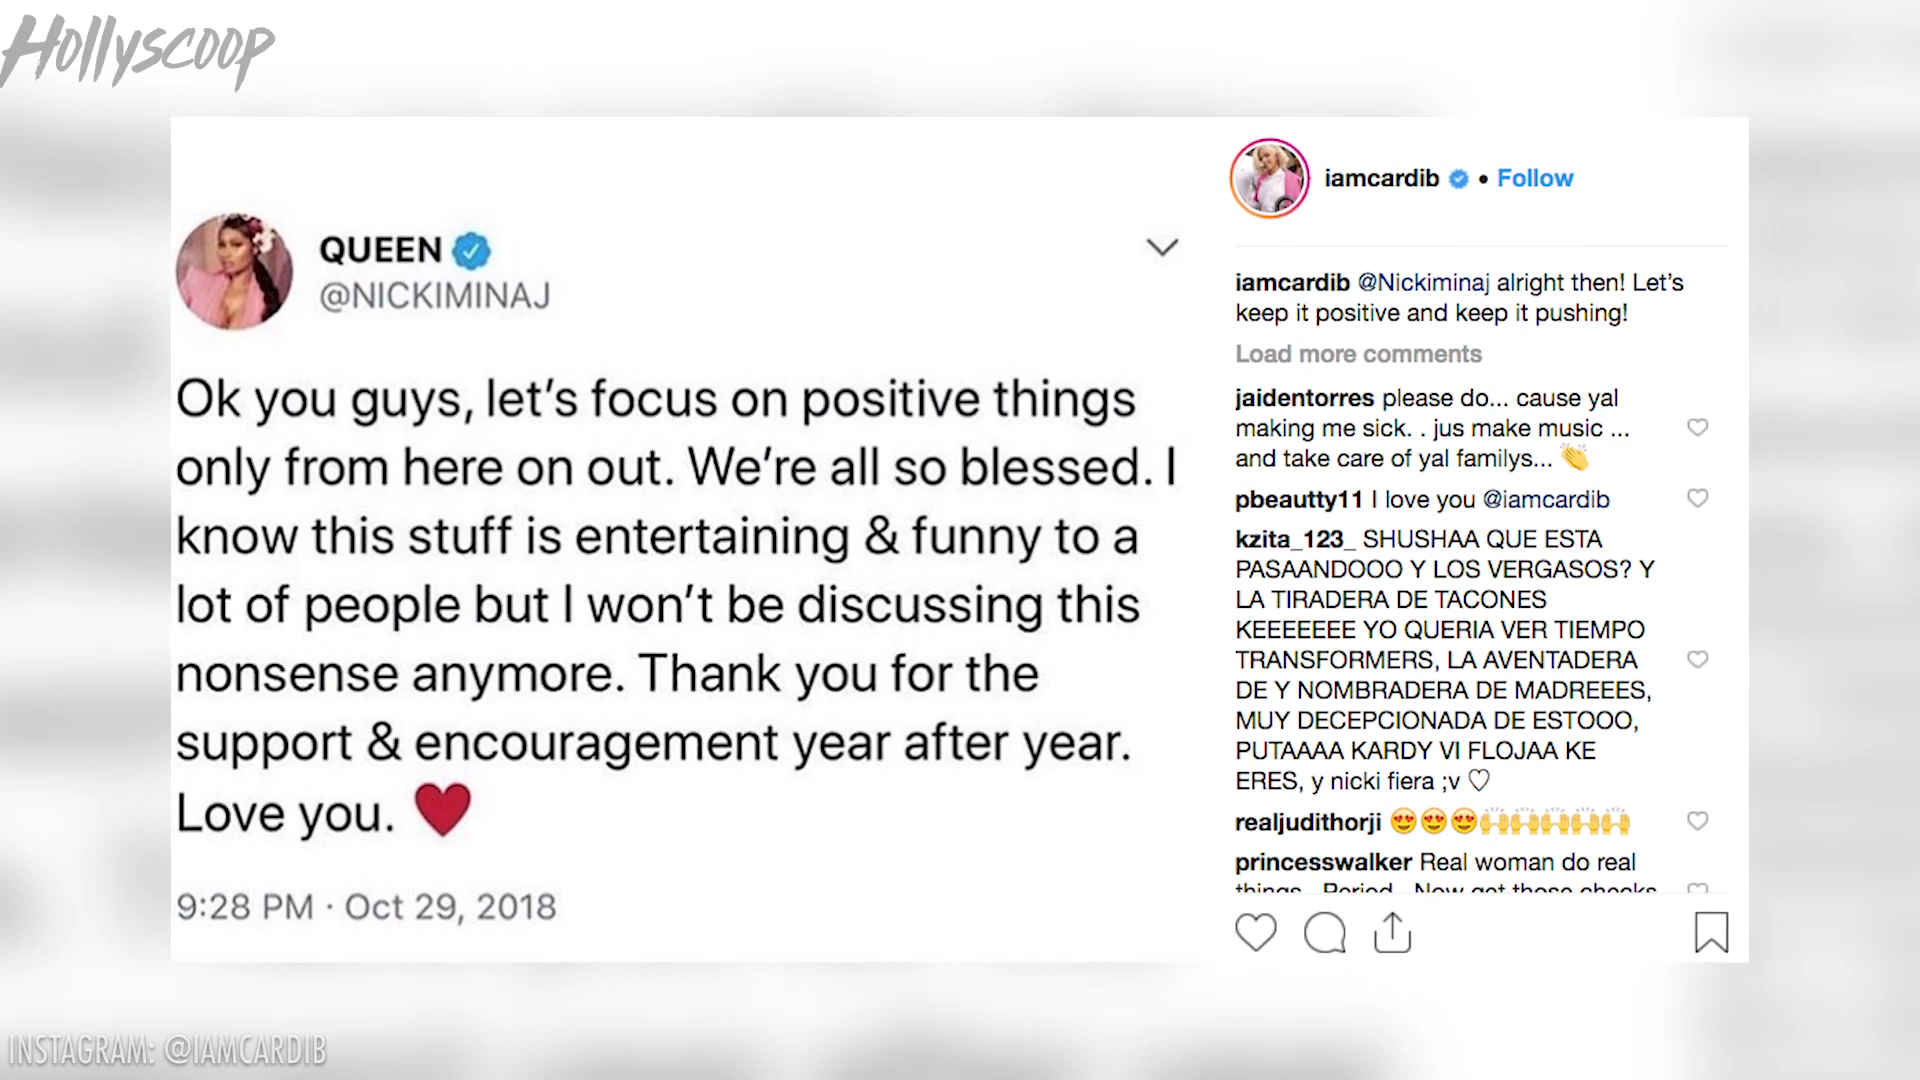 Hollyscoop
QUEEN
@NICKIMINAJ
Ok you guys, let's focus on positive things
only from here on out. We're all so blessed. I
know this stuff is entertaining & funny to a
lot of people but I won't be discussing this
nonsense anymore. Thank you for the
support & encouragement year after year.
Love you. ❤️
9:28 PM · Oct 29, 2018
iamcardib • Follow
iamcardib @Nickiminaj alright then! Let's
keep it positive and keep it pushing!
Load more comments
jaidentorres please do... cause yal
making me sick. . jus make music ...
and take care of yal familys... 👏
pbeautty11 I love you @iamcardib
kzita_123_ SHUSHAA QUE ESTA
PASAANDOOO Y LOS VERGASOS? Y
LA TIRADERA DE TACONES
KEEEEEEE YO QUERIA VER TIEMPO
TRANSFORMERS, LA AVENTADERA
DE Y NOMBRADERA DE MADREEES,
MUY DECEPCIONADA DE ESTOOO,
PUTAAAA KARDY VI FLOJAA KE
ERES, y nicki fiera ;v ♡
realjudithorji 😍😍😍🙌🙌🙌🙌🙌
princesswalker Real woman do real
things.. Period.. Now get those checks
INSTAGRAM: @IAMCARDIB